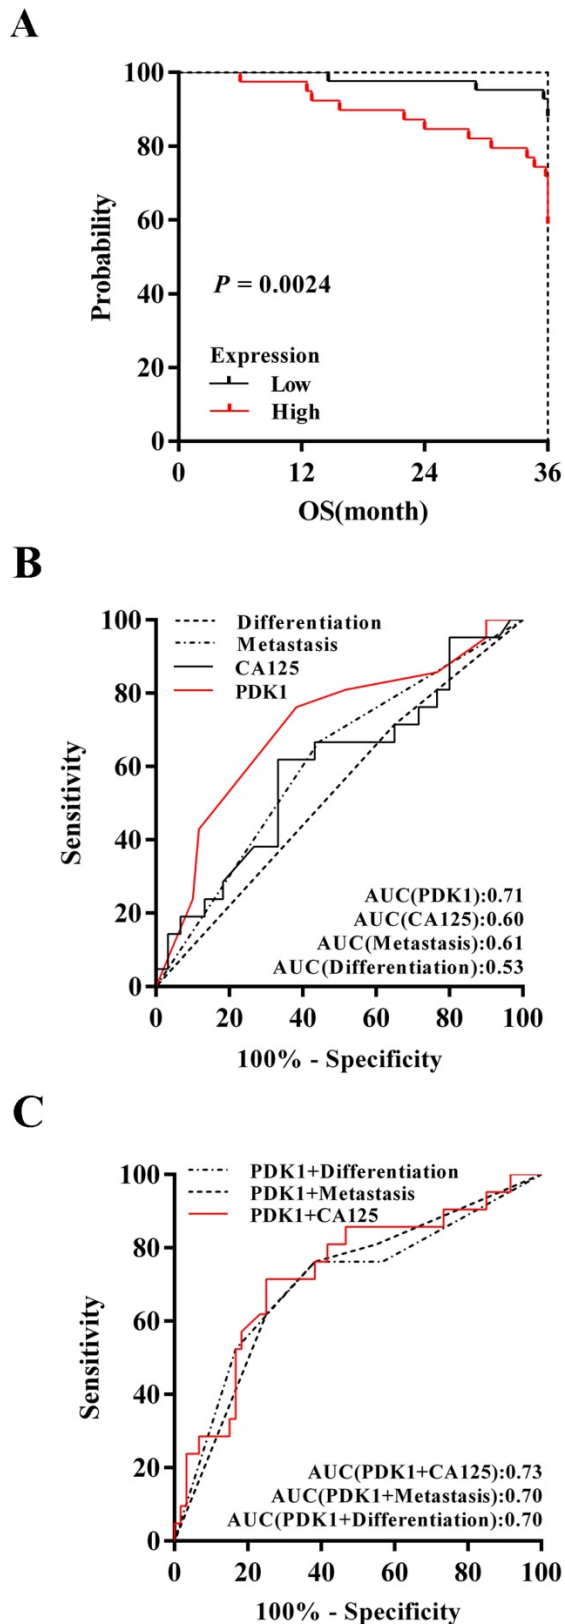 A
100
80
60
40
20
0
Probability
P = 0.0024
Expression
Low
High
0 12 24 36
OS(month)
B
100
80
60
40
20
0
Sensitivity
Differentiation
Metastasis
CA125
PDK1
AUC(PDK1):0.71
AUC(CA125):0.60
AUC(Metastasis):0.61
AUC(Differentiation):0.53
0 20 40 60 80 100
100% - Specificity
C
100
80
60
40
20
0
Sensitivity
PDK1+Differentiation
PDK1+Metastasis
PDK1+CA125
AUC(PDK1+CA125):0.73
AUC(PDK1+Metastasis):0.70
AUC(PDK1+Differentiation):0.70
0 20 40 60 80 100
100% - Specificity